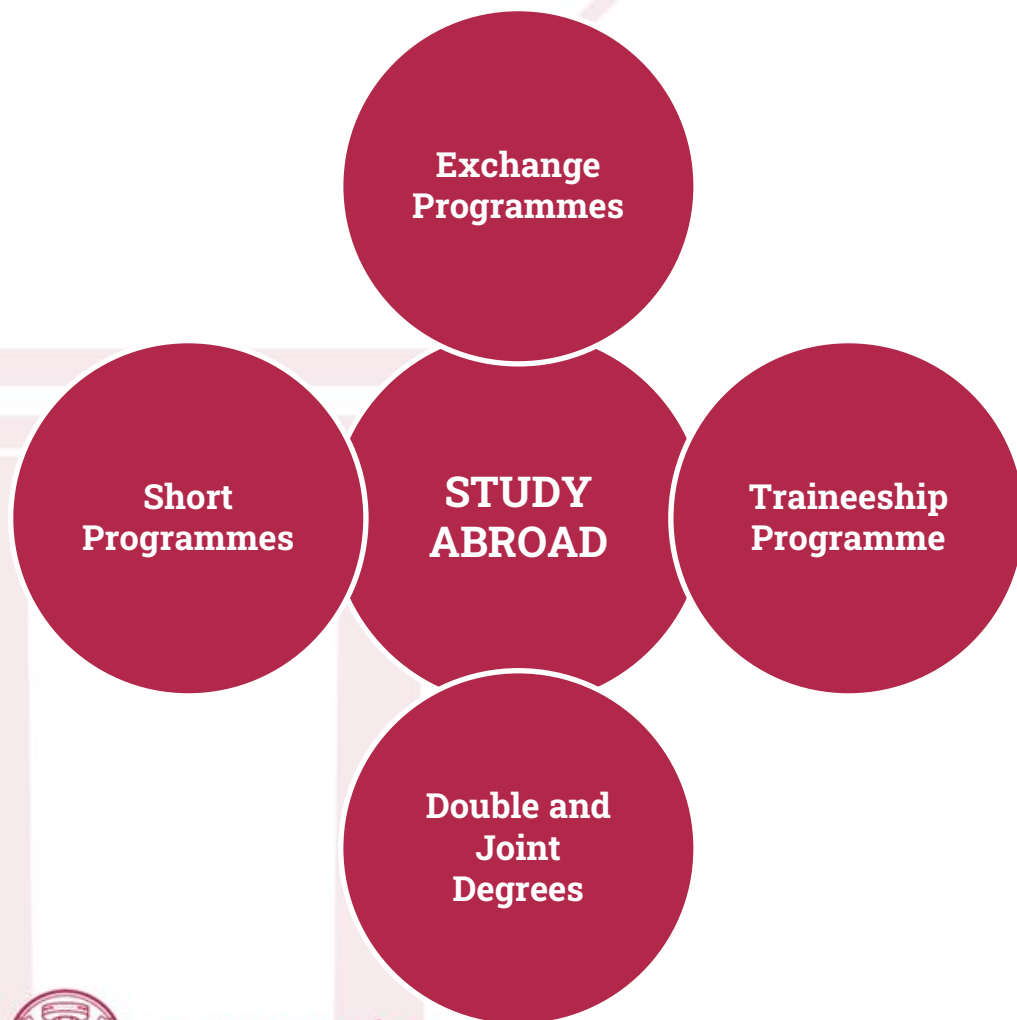 Exchange
Programmes
Short
Programmes
STUDY
ABROAD
Traineeship
Programme
Double and
Joint
Degrees